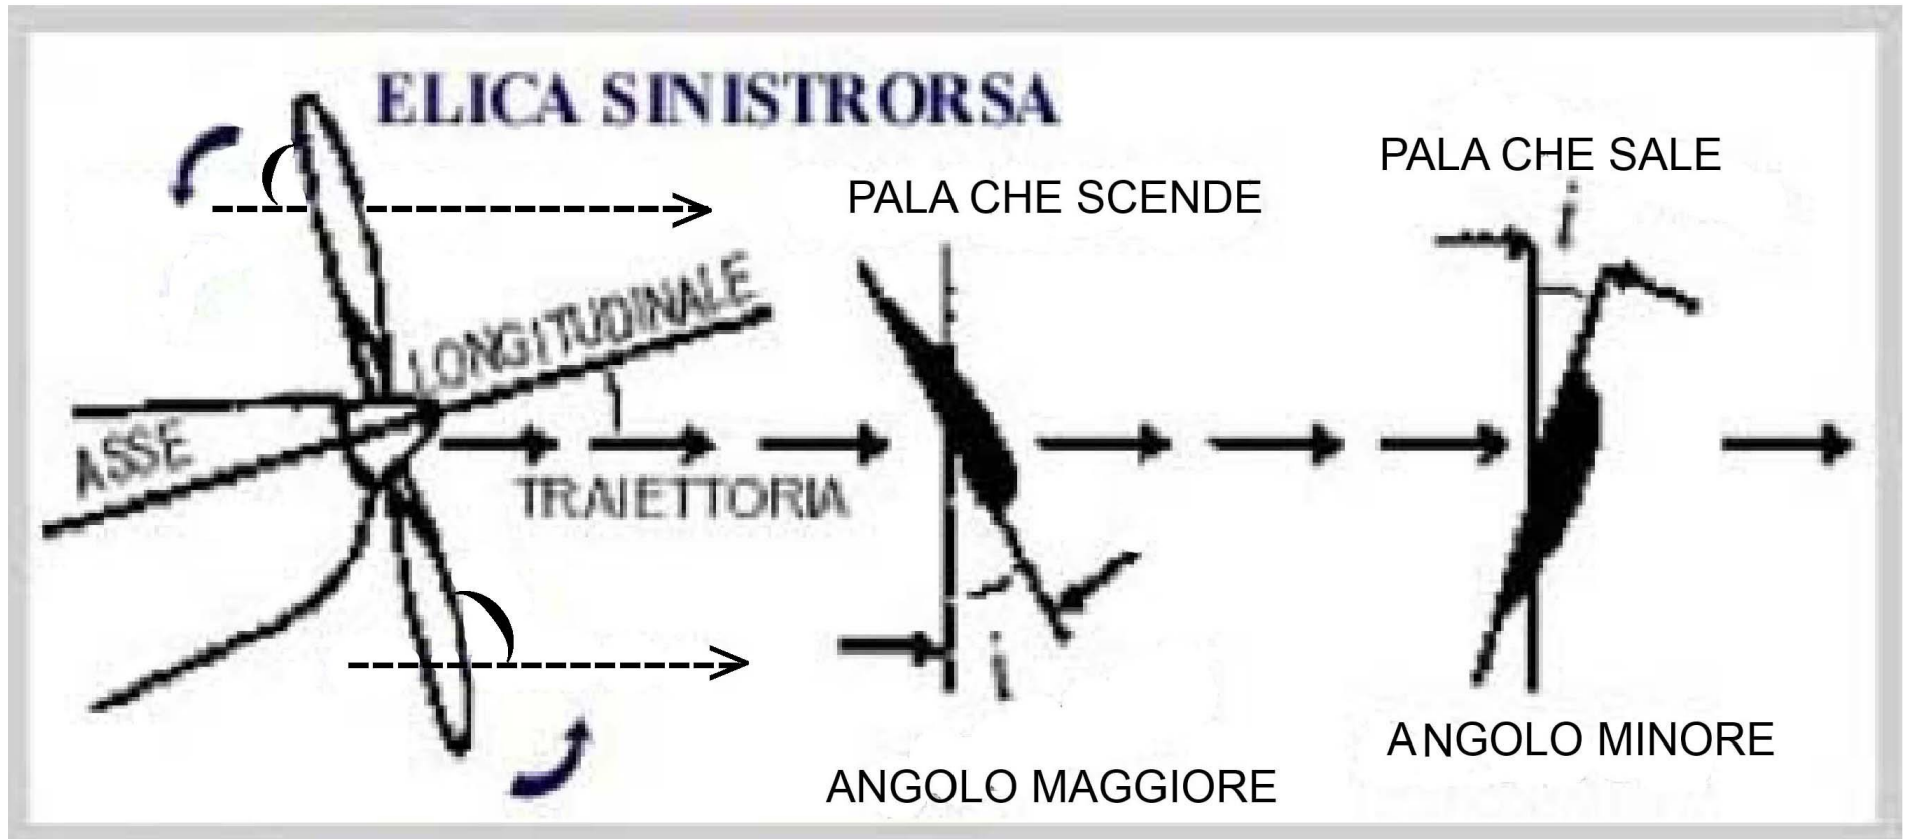 ELICA SINISTRORSA
PALA CHE SCENDE
PALA CHE SALE
ASSE LONGITUDINALE
TRAIETTORIA
ANGOLO MAGGIORE
ANGOLO MINORE